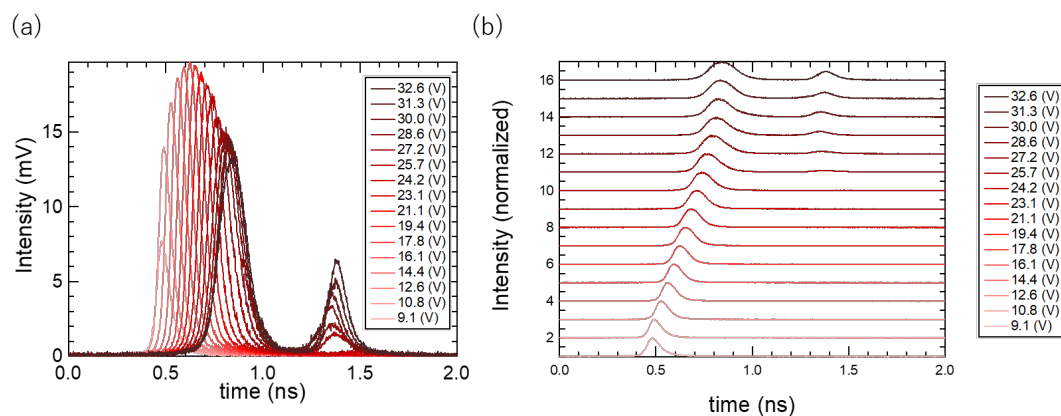 (a)
(b)
Intensity (mV)
15
10
5
0
0.0
0.5
1.0
1.5
2.0
time (ns)
32.6 (V)
31.3 (V)
30.0 (V)
28.6 (V)
27.2 (V)
25.7 (V)
24.2 (V)
23.1 (V)
21.1 (V)
19.4 (V)
17.8 (V)
16.1 (V)
14.4 (V)
12.6 (V)
10.8 (V)
9.1 (V)
Intensity (normalized)
16
14
12
10
8
6
4
2
0.0
0.5
1.0
1.5
2.0
time (ns)
32.6 (V)
31.3 (V)
30.0 (V)
28.6 (V)
27.2 (V)
25.7 (V)
24.2 (V)
23.1 (V)
21.1 (V)
19.4 (V)
17.8 (V)
16.1 (V)
14.4 (V)
12.6 (V)
10.8 (V)
9.1 (V)